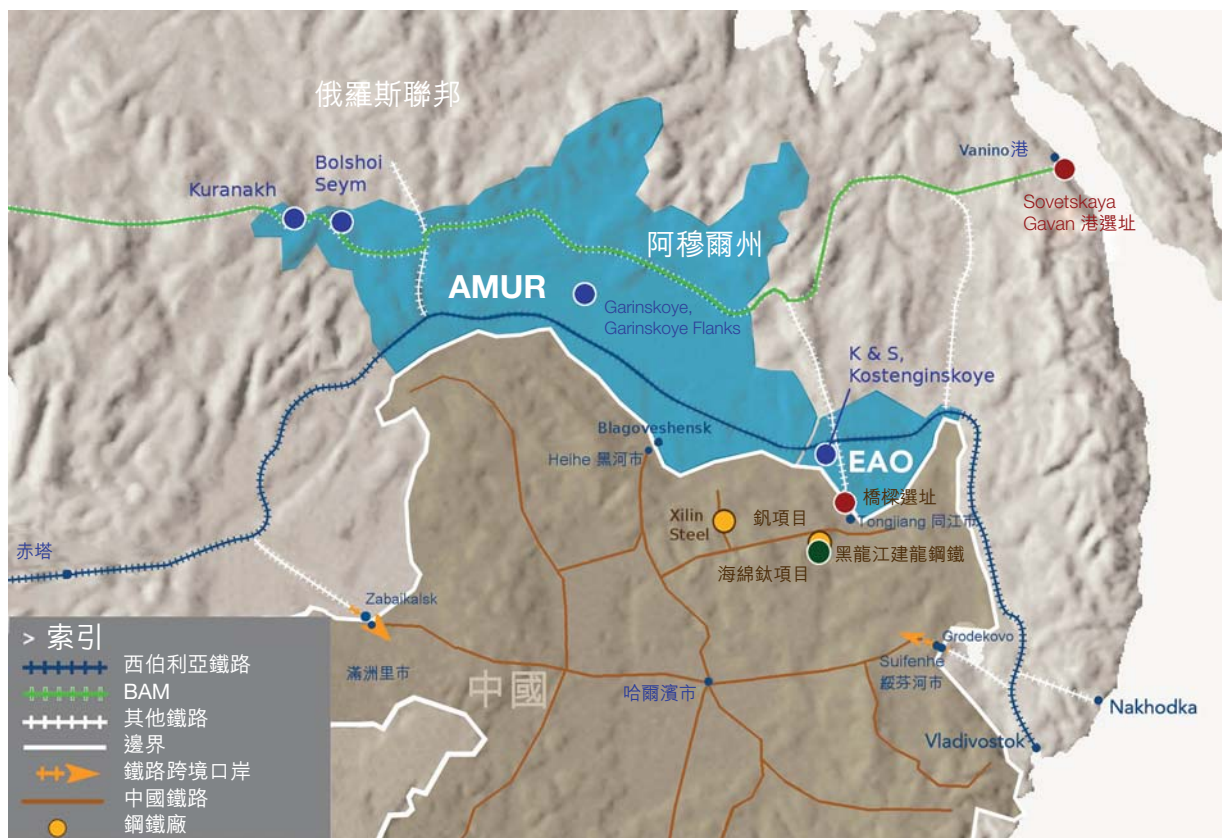 俄羅斯聯邦
Bolshoi
Seym
Kuranakh
Vanino港
Sovetskaya
Gavan 港選址
阿穆爾州
AMUR
Garinskoye,
Garinskoye Flanks
K & S,
Kostenginskoye
Blagoveshensk
Heihe 黑河市
EAO
橋樑選址
Xilin
Steel
釩項目
Tongjiang 同江市
黑龍江建龍鋼鐵
海綿鈦項目
赤塔
Zabaikalsk
滿洲里市
中國
哈爾濱市
Grodekovo
Suifenhe
綏芬河市
Nakhodka
Vladivostok
> 索引
西伯利亞鐵路
BAM
其他鐵路
邊界
鐵路跨境口岸
中國鐵路
鋼鐵廠